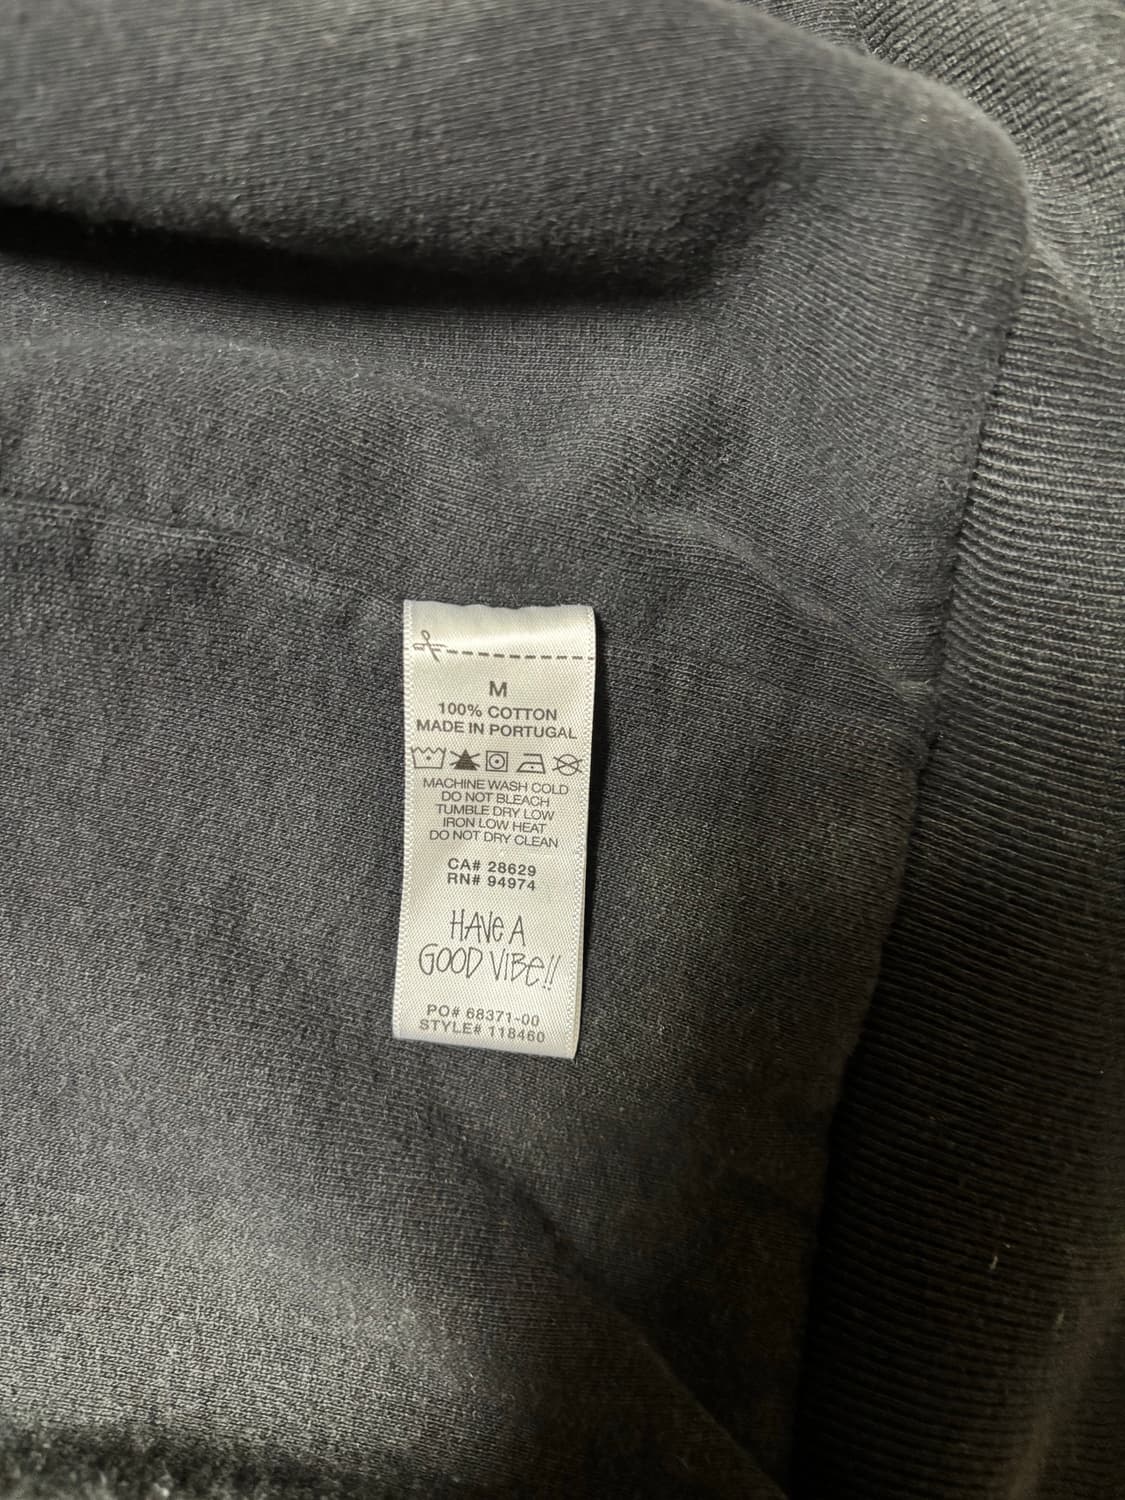 M
100% COTTON
MADE IN PORTUGAL
MACHINE WASH COLD
DO NOT BLEACH
TUMBLE DRY LOW
IRON LOW HEAT
DO NOT DRY CLEAN
CA# 28629
RN# 94974
HAVe A
GOOD VIBe!!
PO# 68371-00
STYLE# 118460